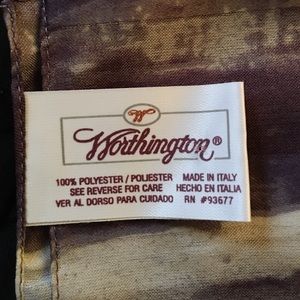 W
Worthington®
100% POLYESTER / POLIESTER MADE IN ITALY
SEE REVERSE FOR CARE HECHO EN ITALIA
VER AL DORSO PARA CUIDADO RN #93677